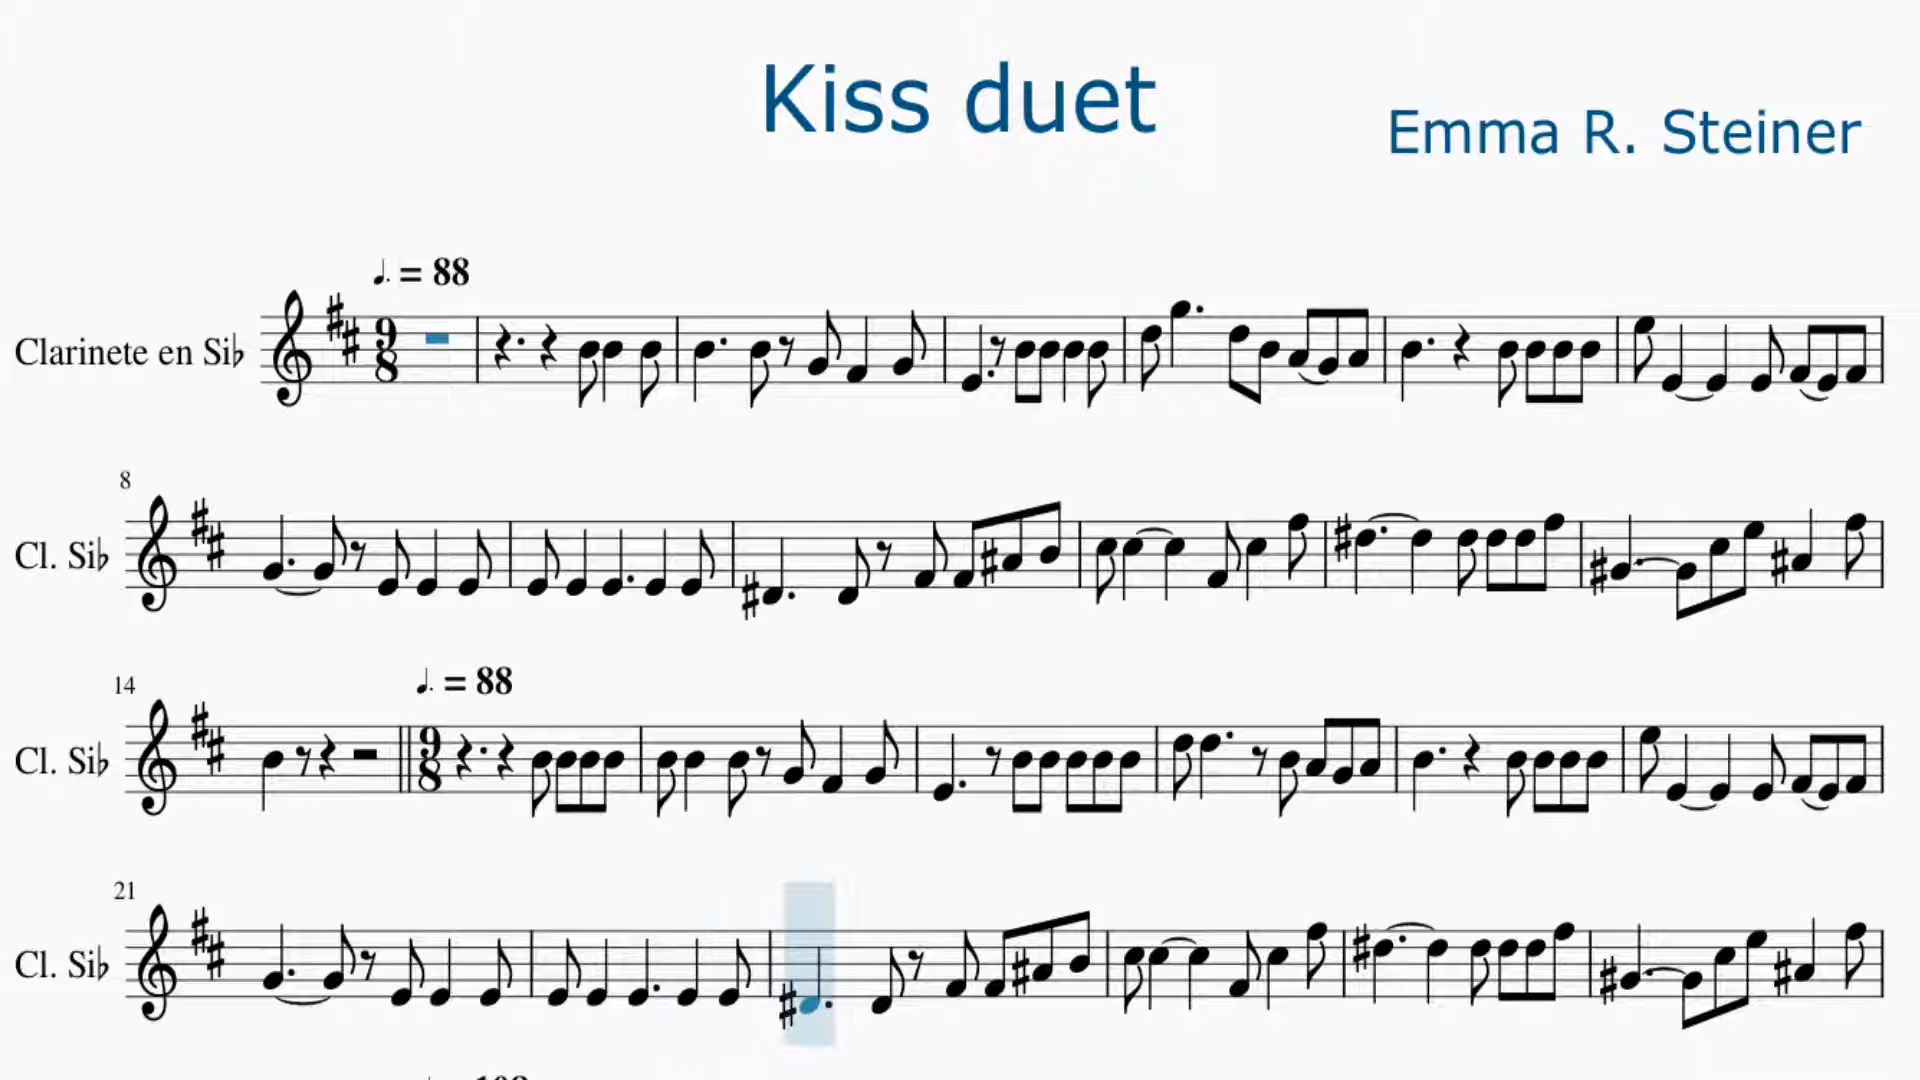 Kiss duet
Emma R. Steiner
♩. = 88
Clarinete en Si♭
9
8
8
Cl. Si♭
14
♩. = 88
Cl. Si♭
9
8
21
Cl. Si♭